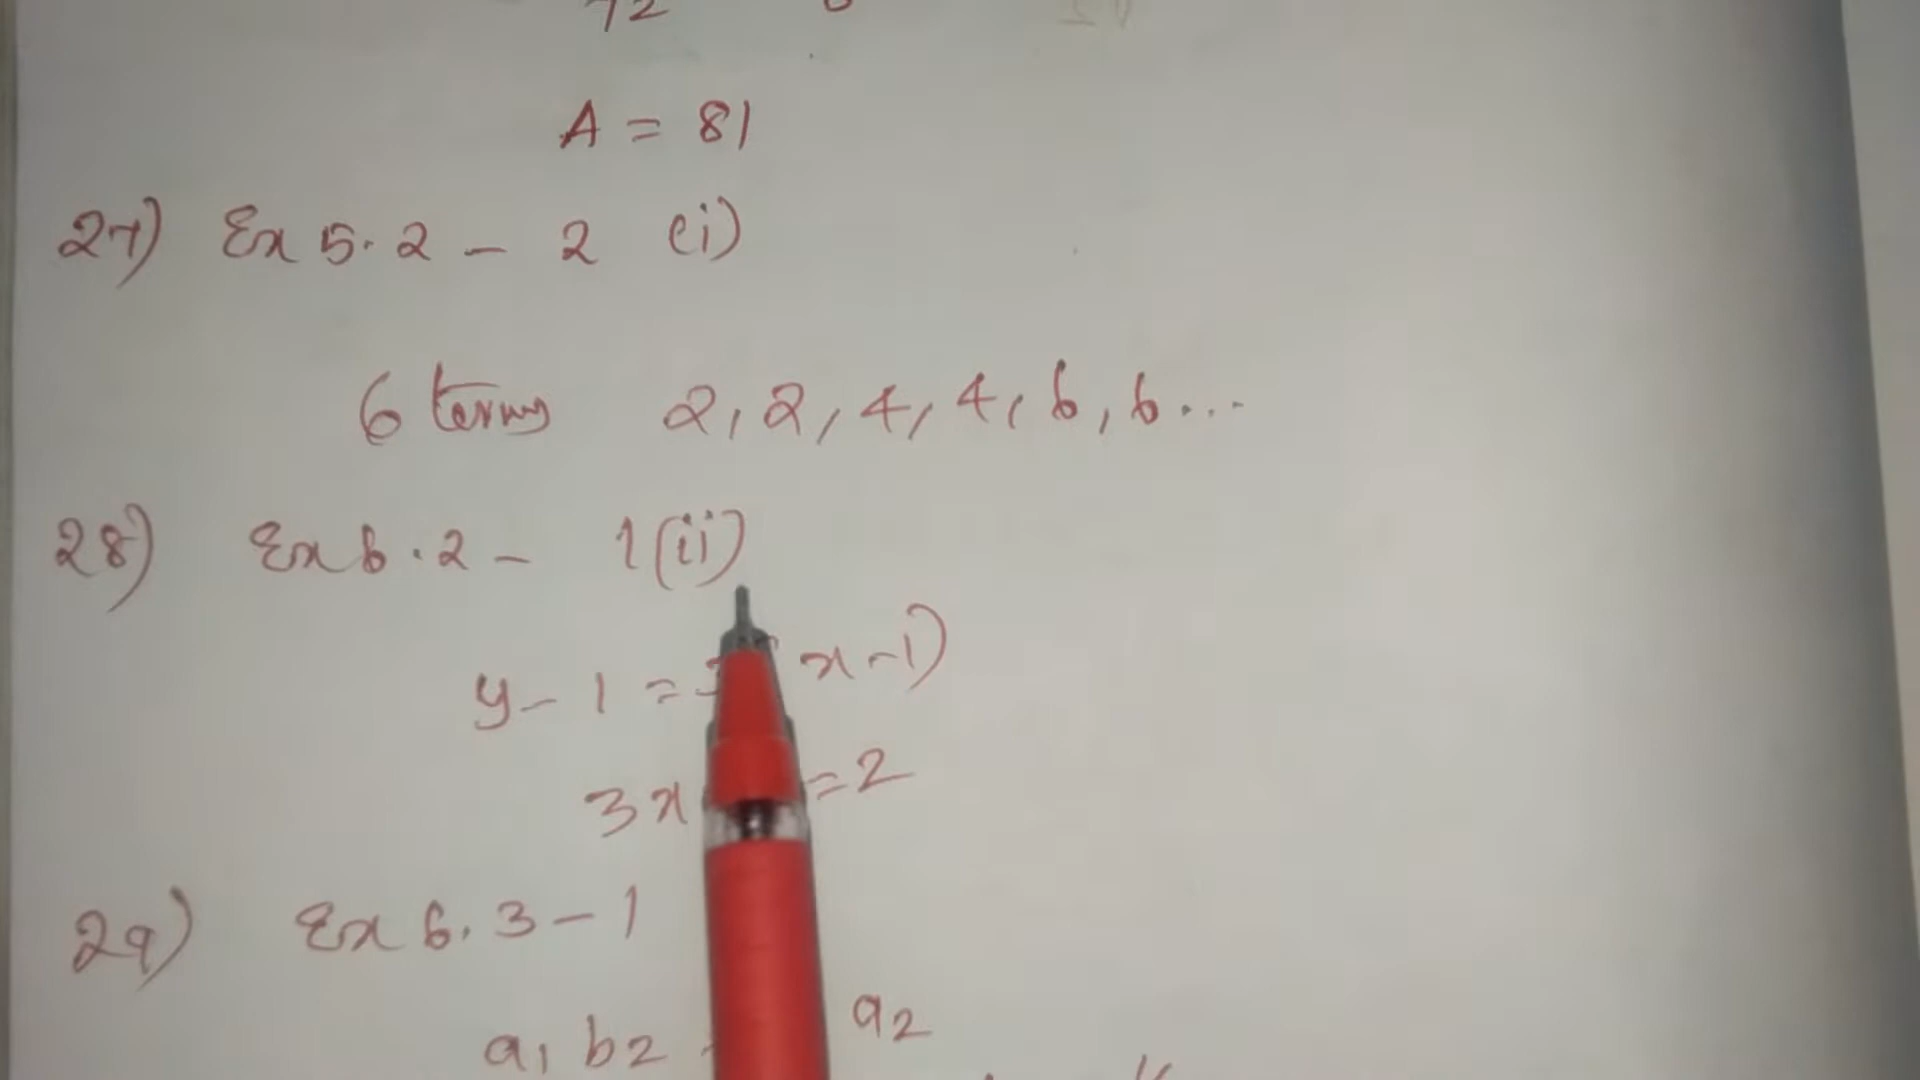 72
A = 81
27) Ex 5.2 - 2 (i)
6 terms 2, 2, 4, 4, 6, 6...
28) Ex 6.2 - 1(ii)
y - 1 = x - 1)
3x = 2
29) Ex 6.3 - 1
a1 b2 a2